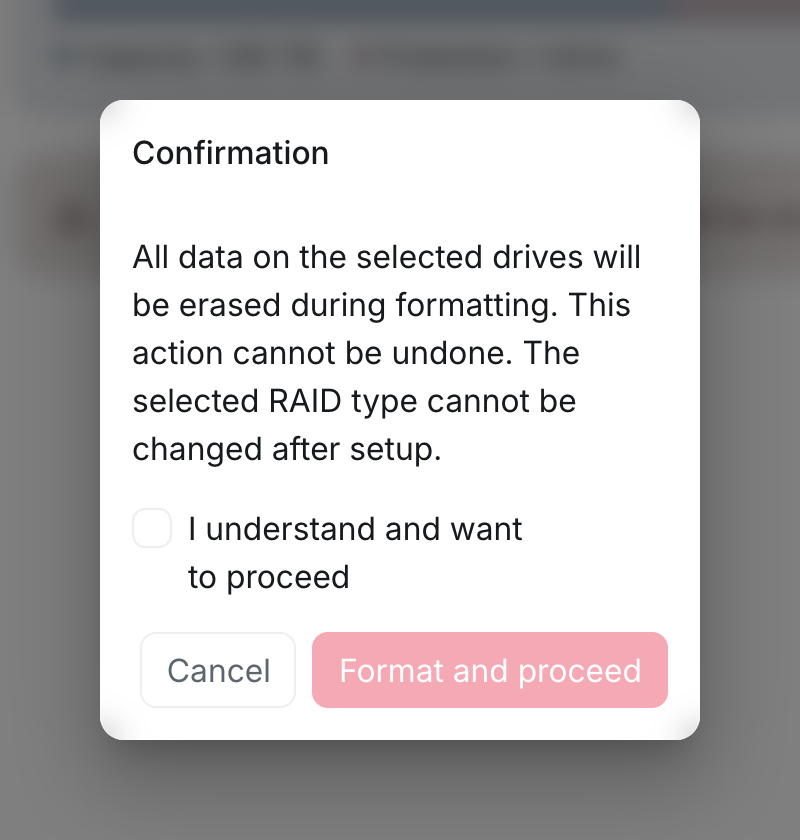 Confirmation
All data on the selected drives will
be erased during formatting. This
action cannot be undone. The
selected RAID type cannot be
changed after setup.
I understand and want
to proceed
Cancel
Format and proceed